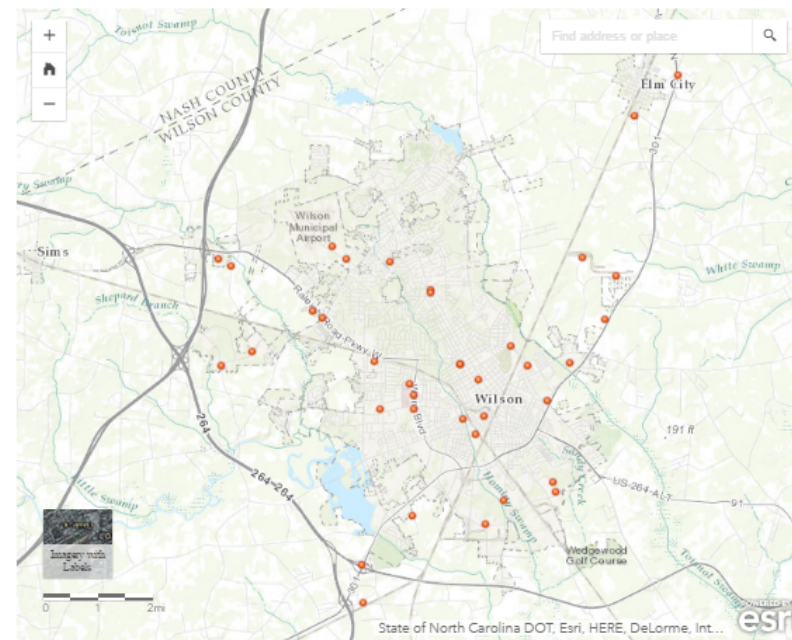 Toisnot Swamp
+
Find address or place
−
NASH COUNTY
WILSON COUNTY
Elm City
301
Swamp
Wilson
Municipal
Airport
Sims
White Swamp
Shepard Branch
Raleigh Road-Pkwy-W
Wilson
Blvd
264
191 ft
264-264
Little Swamp
Hominy Swamp
Sandy Creek
US-264-ALT
91
Imagery with
Labels
Wedgewood
Golf Course
Toisnot Swamp
301
0 1 2mi
POWERED BY
esri
State of North Carolina DOT, Esri, HERE, DeLorme, Int...